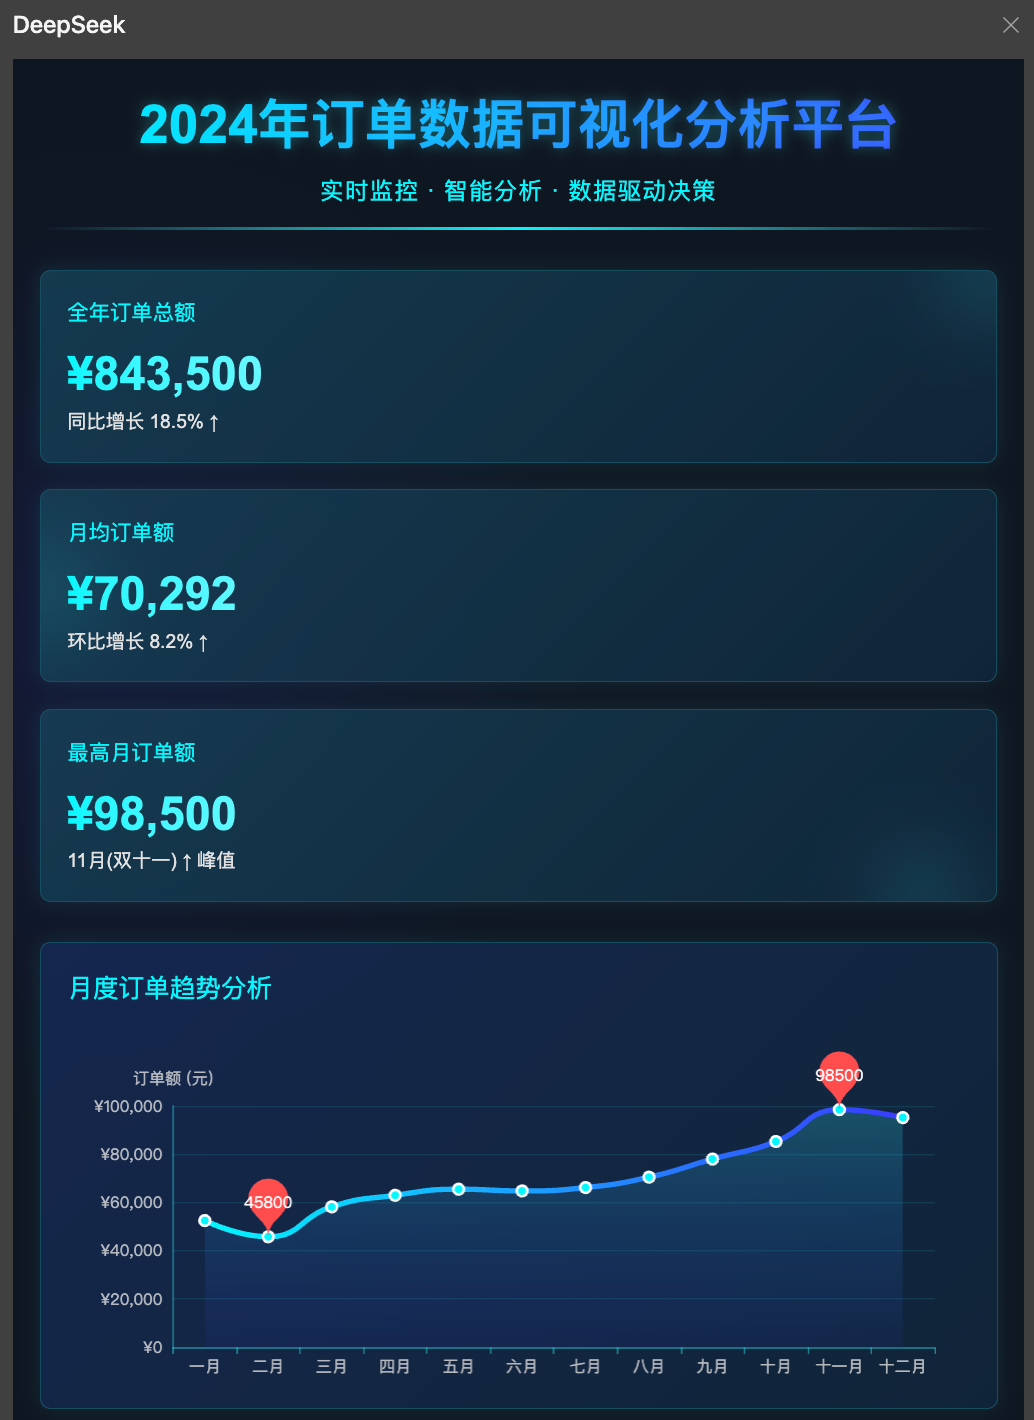 DeepSeek
2024年订单数据可视化分析平台
实时监控 · 智能分析 · 数据驱动决策
全年订单总额
¥843,500
同比增长 18.5% ↑
月均订单额
¥70,292
环比增长 8.2% ↑
最高月订单额
¥98,500
11月(双十一) ↑ 峰值
月度订单趋势分析
订单额 (元)
98500
¥100,000
¥80,000
45800
¥60,000
¥40,000
¥20,000
¥0
一月 二月 三月 四月 五月 六月 七月 八月 九月 十月 十一月 十二月